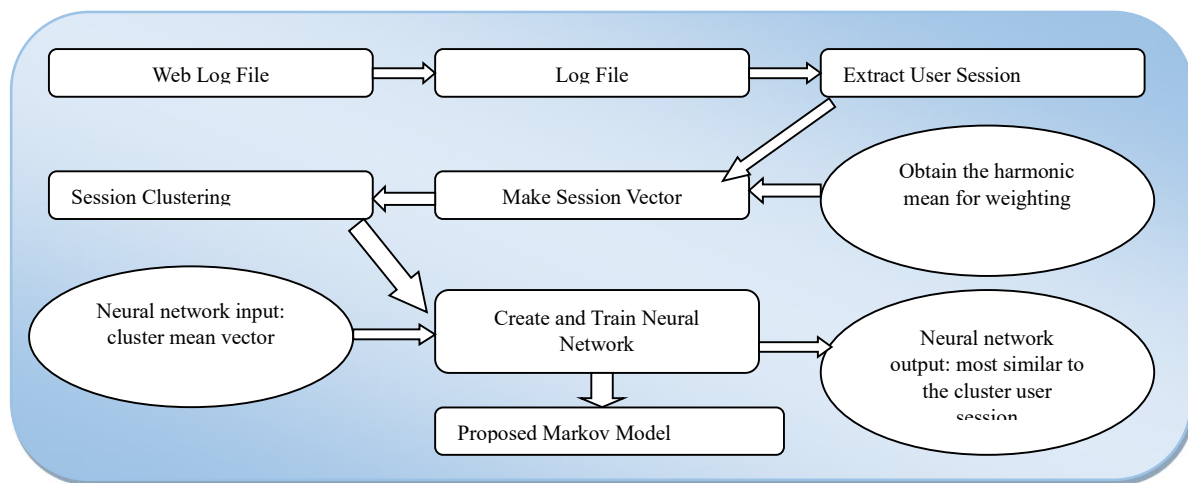 Web Log File
Log File
Extract User Session
Obtain the harmonic
mean for weighting
Session Clustering
Make Session Vector
Neural network input:
cluster mean vector
Create and Train Neural
Network
Neural network
output: most similar to
the cluster user
session
Proposed Markov Model